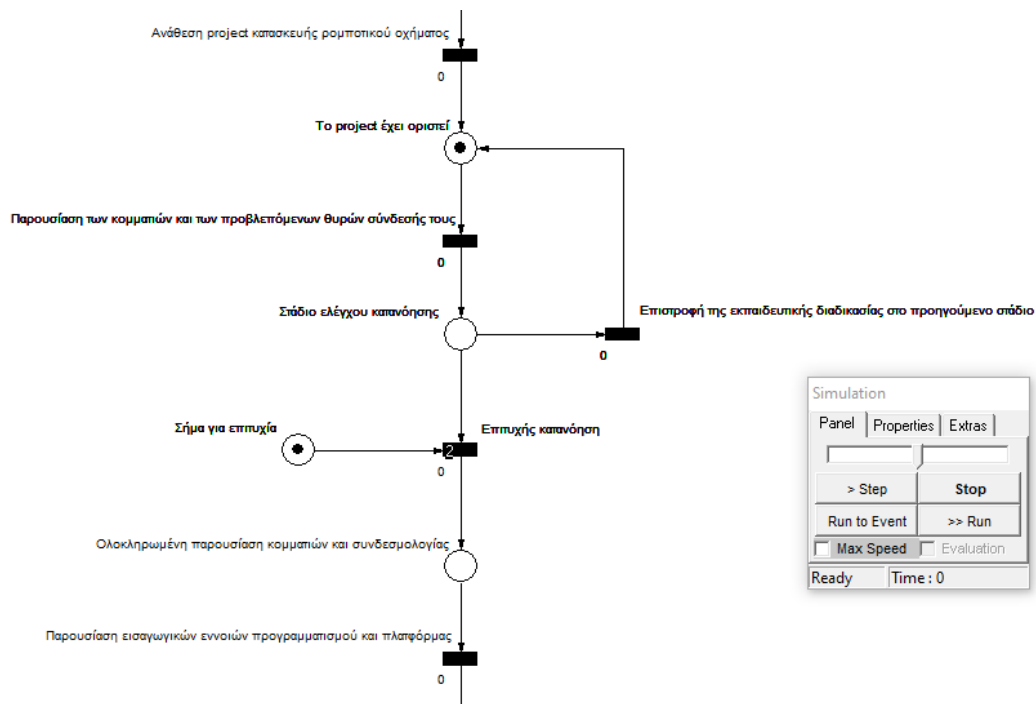 Ανάθεση project κατασκευής ρομποτικού οχήματος
0
Το project έχει οριστεί
Παρουσίαση των κομματιών και των προβλεπόμενων θυρών σύνδεσής τους
0
Στάδιο ελέγχου κατανόησης
Επιστροφή της εκπαιδευτικής διαδικασίας στο προηγούμενο στάδιο
0
Simulation
Panel Properties Extras
> Step Stop
Run to Event >> Run
Max Speed Evaluation
Ready Time : 0
Σήμα για επιτυχία
Επιτυχής κατανόηση
2
0
Ολοκληρωμένη παρουσίαση κομματιών και συνδεσμολογίας
Παρουσίαση εισαγωγικών εννοιών προγραμματισμού και πλατφόρμας
0